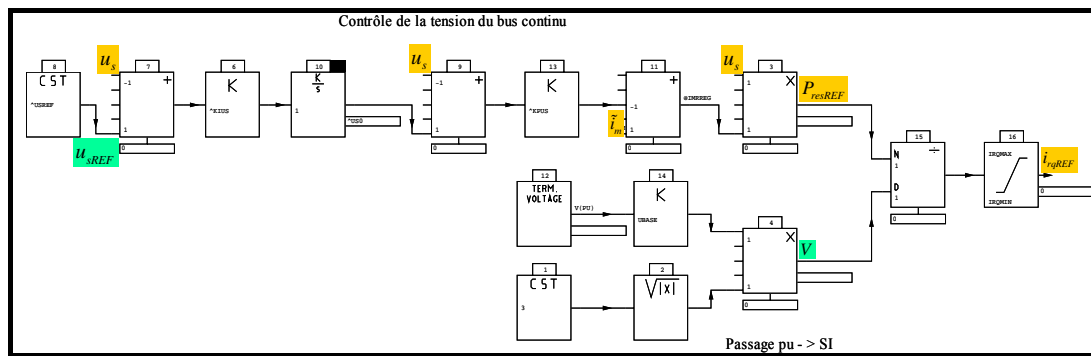 Contrôle de la tension du bus continu
8 CST ^USREF
u_s 7 -1 + 1 0
u_sREF
6 K ^KIUS
10 K/s 1 ^US0
u_s 9 -1 + 1 0
13 K ^KPUS
11 + -1 1 0
ĩ_m
@IMRREG
u_s 3 1 X 1 0
P_resREF
15 N 1 ÷ D 1 0
16 IRQMAX IRQMIN 0
i_rqREF
12 TERM. VOLTAGE V(PU)
14 K UBASE
4 1 X 1 0
V
1 CST 3
2 √|x|
Passage pu - > SI